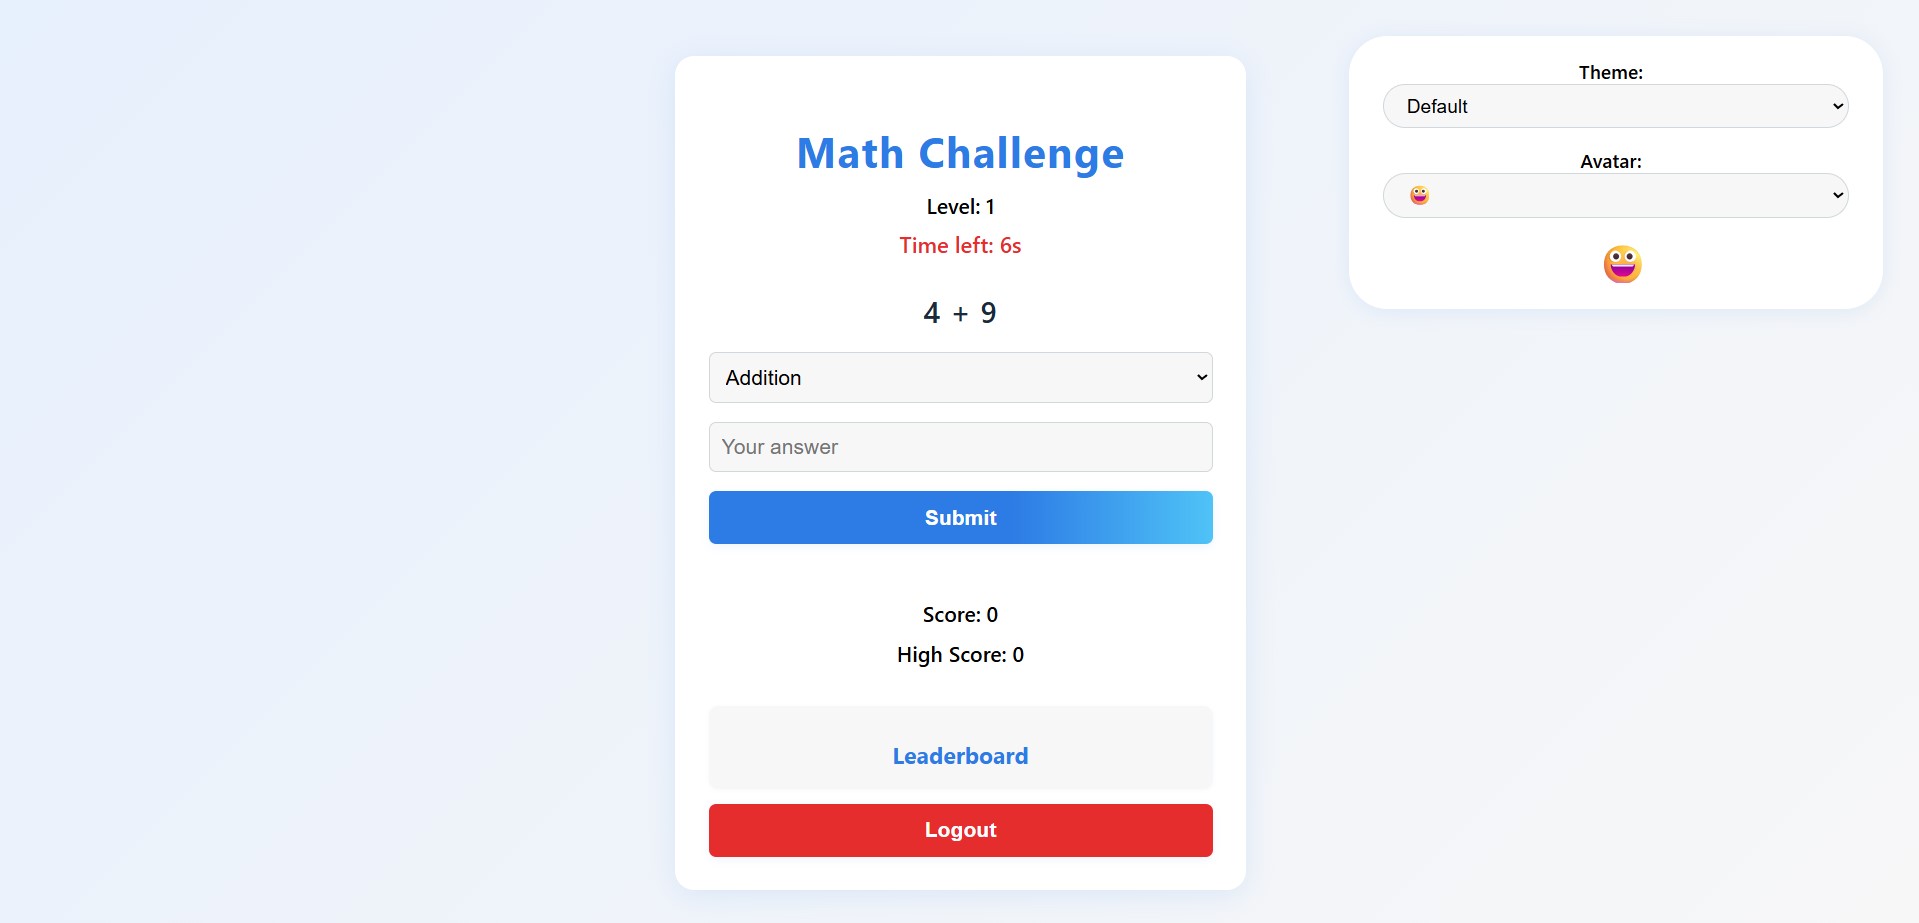 Math Challenge
Level: 1
Time left: 6s
4 + 9
Addition
Your answer
Submit
Score: 0
High Score: 0
Leaderboard
Logout
Theme:
Default
Avatar: